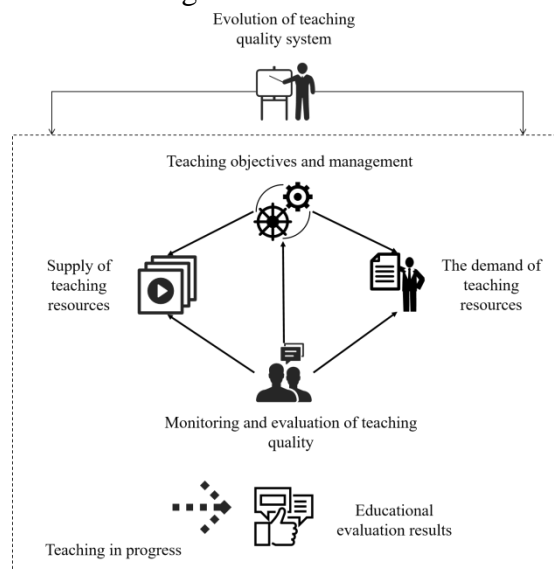 Evolution of teaching
quality system
Teaching objectives and management
Supply of
teaching
resources
The demand of
teaching
resources
Monitoring and evaluation of teaching
quality
Educational
evaluation results
Teaching in progress